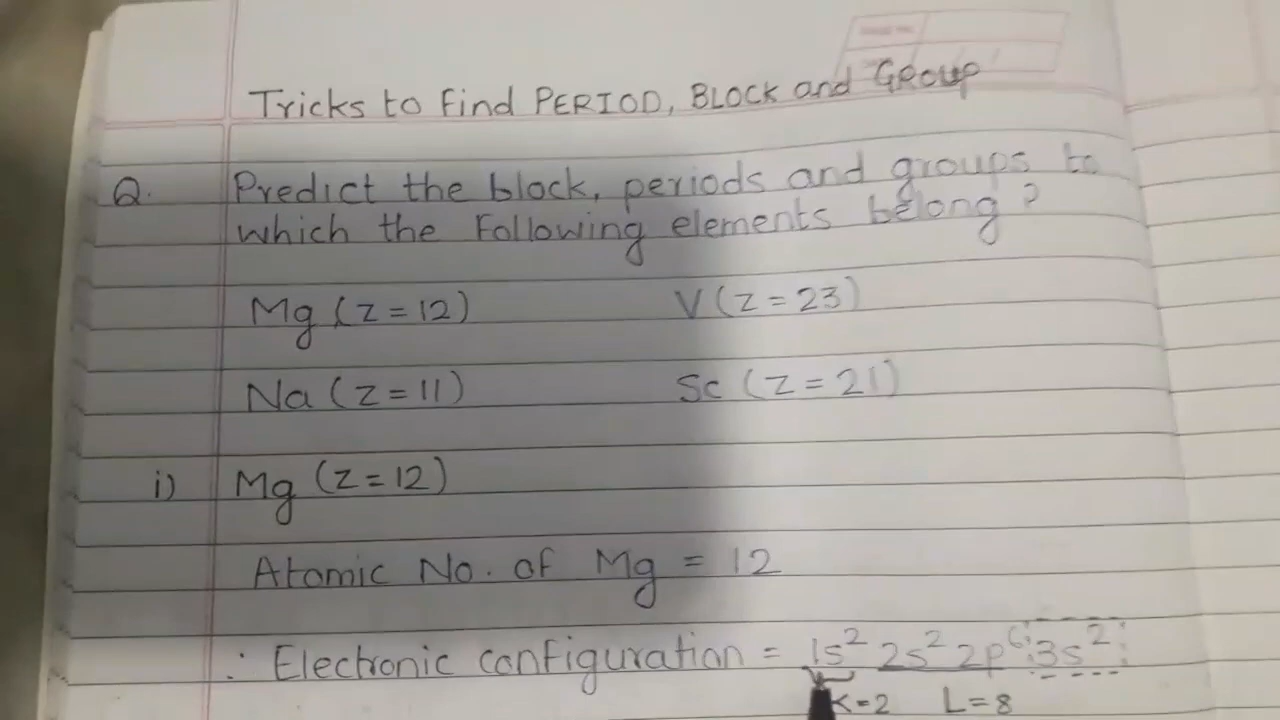 Tricks to Find PERIOD, BLOCK and GROUP
Q. Predict the block, periods and groups to
which the Following elements belong?
Mg (Z=12) V (Z=23)
Na (Z=11) Sc (Z=21)
i) Mg (Z=12)
Atomic No. of Mg = 12
∴ Electronic configuration = 1s² 2s² 2p⁶ 3s²
K=2 L=8